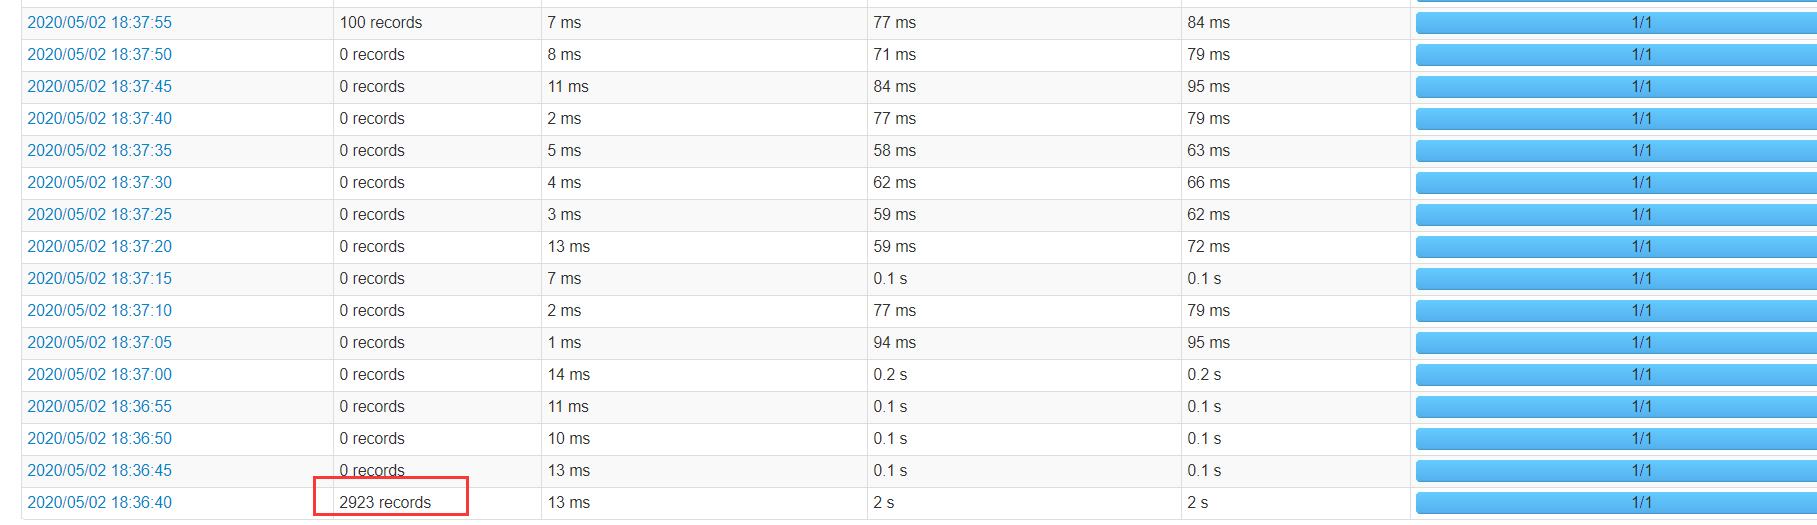 2020/05/02 18:37:55 100 records 7 ms 77 ms 84 ms 1/1
2020/05/02 18:37:50 0 records 8 ms 71 ms 79 ms 1/1
2020/05/02 18:37:45 0 records 11 ms 84 ms 95 ms 1/1
2020/05/02 18:37:40 0 records 2 ms 77 ms 79 ms 1/1
2020/05/02 18:37:35 0 records 5 ms 58 ms 63 ms 1/1
2020/05/02 18:37:30 0 records 4 ms 62 ms 66 ms 1/1
2020/05/02 18:37:25 0 records 3 ms 59 ms 62 ms 1/1
2020/05/02 18:37:20 0 records 13 ms 59 ms 72 ms 1/1
2020/05/02 18:37:15 0 records 7 ms 0.1 s 0.1 s 1/1
2020/05/02 18:37:10 0 records 2 ms 77 ms 79 ms 1/1
2020/05/02 18:37:05 0 records 1 ms 94 ms 95 ms 1/1
2020/05/02 18:37:00 0 records 14 ms 0.2 s 0.2 s 1/1
2020/05/02 18:36:55 0 records 11 ms 0.1 s 0.1 s 1/1
2020/05/02 18:36:50 0 records 10 ms 0.1 s 0.1 s 1/1
2020/05/02 18:36:45 0 records 13 ms 0.1 s 0.1 s 1/1
2020/05/02 18:36:40 2923 records 13 ms 2 s 2 s 1/1